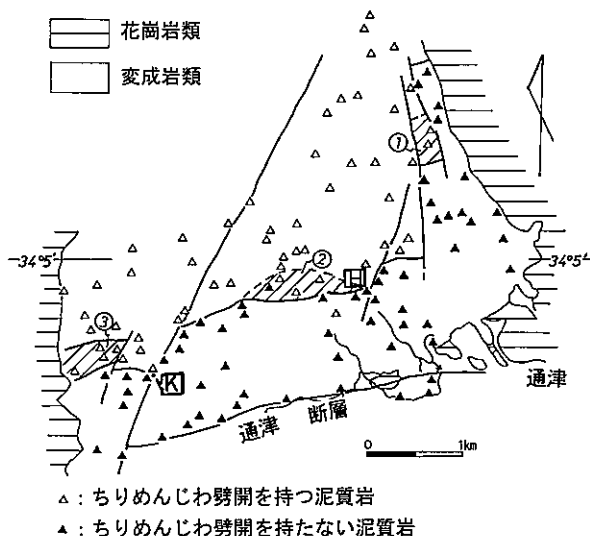 花崗岩類
変成岩類
①
34°5′
②
H
34°5′
③
K
通津
通津 断層
0 1km
△：ちりめんじわ劈開を持つ泥質岩
▲：ちりめんじわ劈開を持たない泥質岩